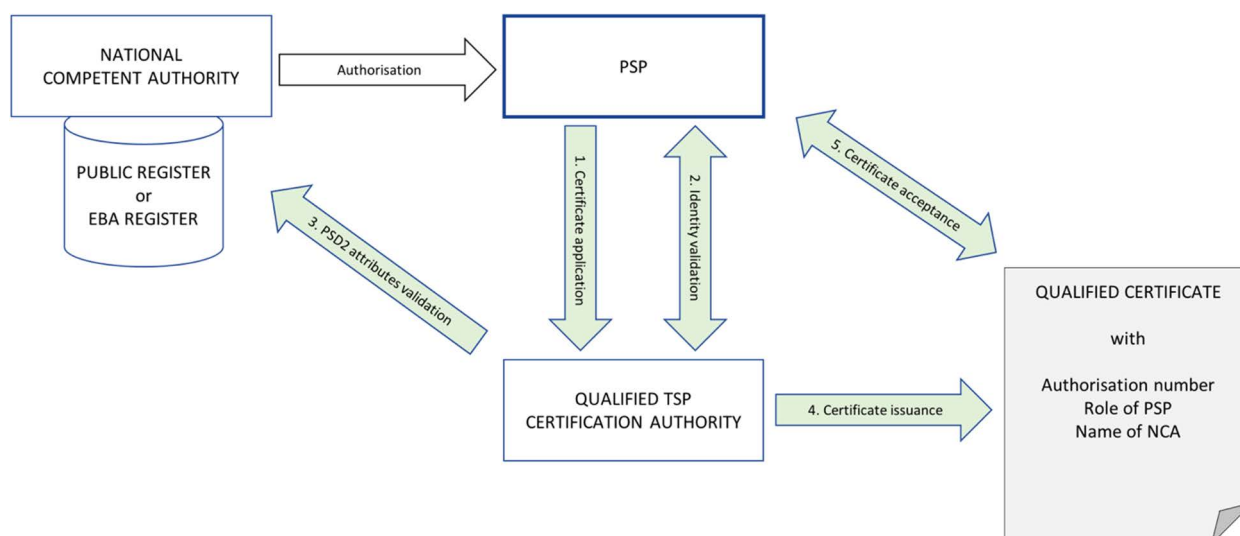 NATIONAL
COMPETENT AUTHORITY
Authorisation
PSP
PUBLIC REGISTER
or
EBA REGISTER
1. Certificate application
2. Identity validation
3. PSD2 attributes validation
5. Certificate acceptance
QUALIFIED TSP
CERTIFICATION AUTHORITY
4. Certificate issuance
QUALIFIED CERTIFICATE
with
Authorisation number
Role of PSP
Name of NCA